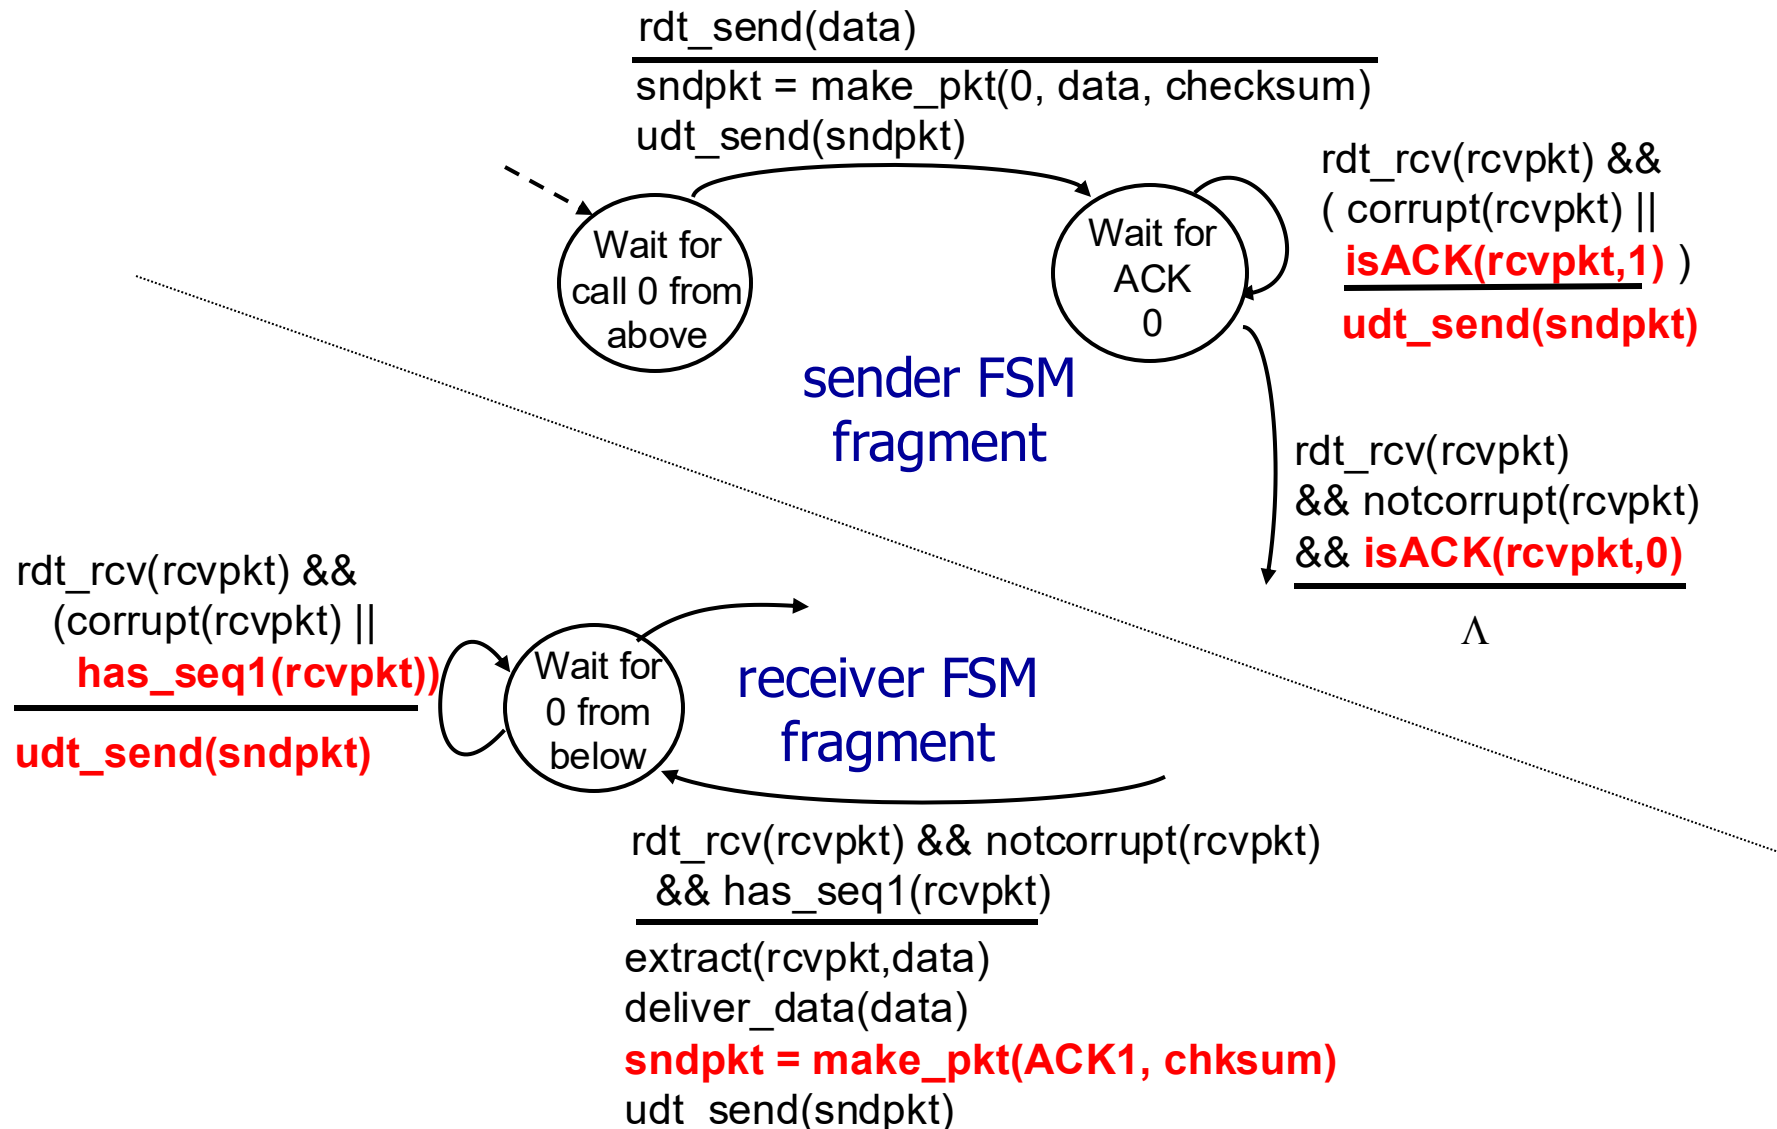 rdt_send(data)
sndpkt = make_pkt(0, data, checksum)
udt_send(sndpkt)
Wait for
call 0 from
above
Wait for
ACK
0
rdt_rcv(rcvpkt) &&
( corrupt(rcvpkt) ||
isACK(rcvpkt,1) )
udt_send(sndpkt)
sender FSM
fragment
rdt_rcv(rcvpkt)
&& notcorrupt(rcvpkt)
&& isACK(rcvpkt,0)
Λ
rdt_rcv(rcvpkt) &&
(corrupt(rcvpkt) ||
has_seq1(rcvpkt))
udt_send(sndpkt)
Wait for
0 from
below
receiver FSM
fragment
rdt_rcv(rcvpkt) && notcorrupt(rcvpkt)
&& has_seq1(rcvpkt)
extract(rcvpkt,data)
deliver_data(data)
sndpkt = make_pkt(ACK1, chksum)
udt_send(sndpkt)